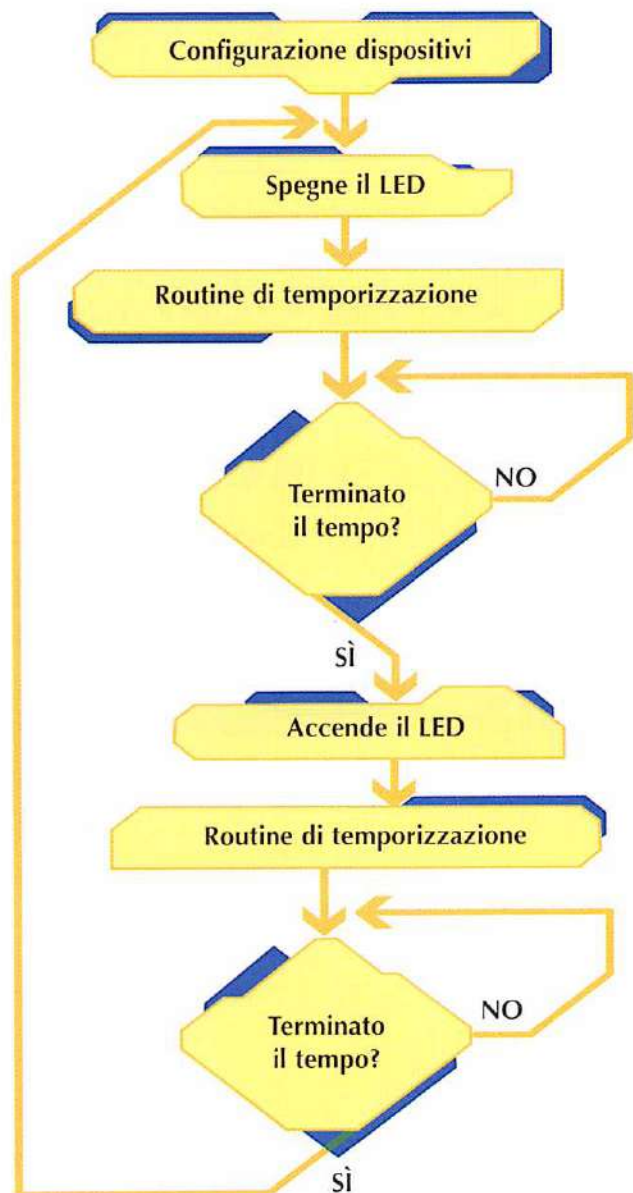 Configurazione dispositivi
Spegne il LED
Routine di temporizzazione
Terminato
il tempo?
NO
SÌ
Accende il LED
Routine di temporizzazione
Terminato
il tempo?
NO
SÌ